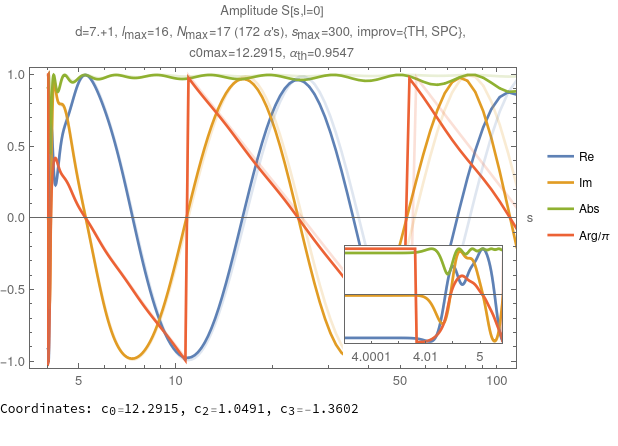 Amplitude S[s,l=0]
d=7.+1, lmax=16, Nmax=17 (172 α's), smax=300, improv={TH, SPC},
c0max=12.2915, αth=0.9547
1.0
0.5
0.0
-0.5
-1.0
5
10
50
100
s
4.0001
4.01
5
Re
Im
Abs
Arg/π
Coordinates: c₀=12.2915, c₂=1.0491, c₃=-1.3602